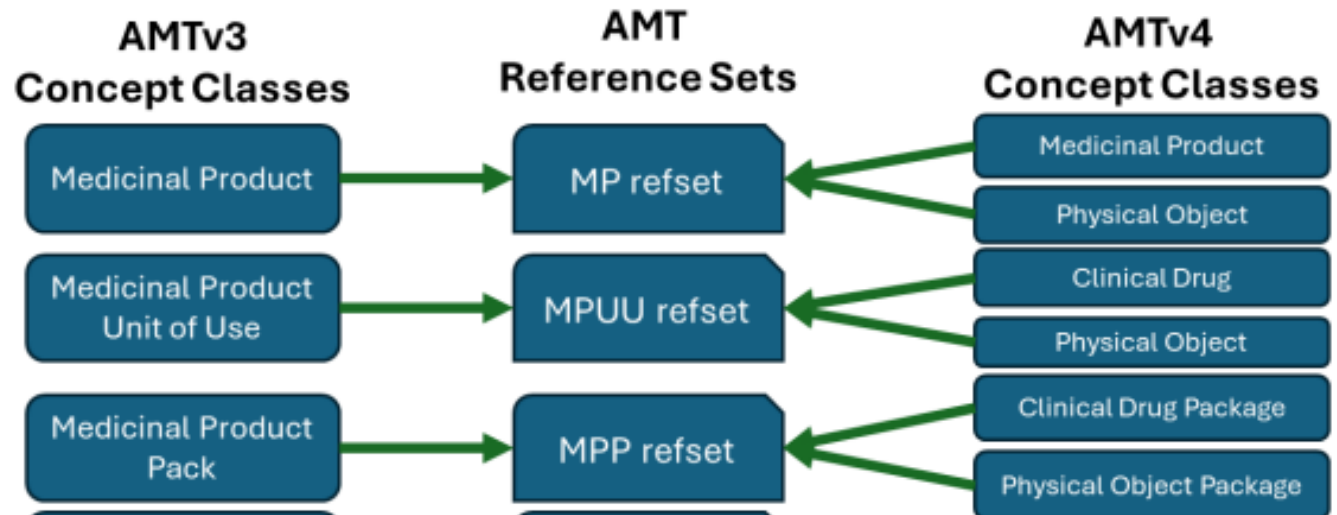 AMTv3
Concept Classes
AMT
Reference Sets
AMTv4
Concept Classes
Medicinal Product
MP refset
Medicinal Product
Physical Object
Medicinal Product
Unit of Use
MPUU refset
Clinical Drug
Physical Object
Medicinal Product
Pack
MPP refset
Clinical Drug Package
Physical Object Package